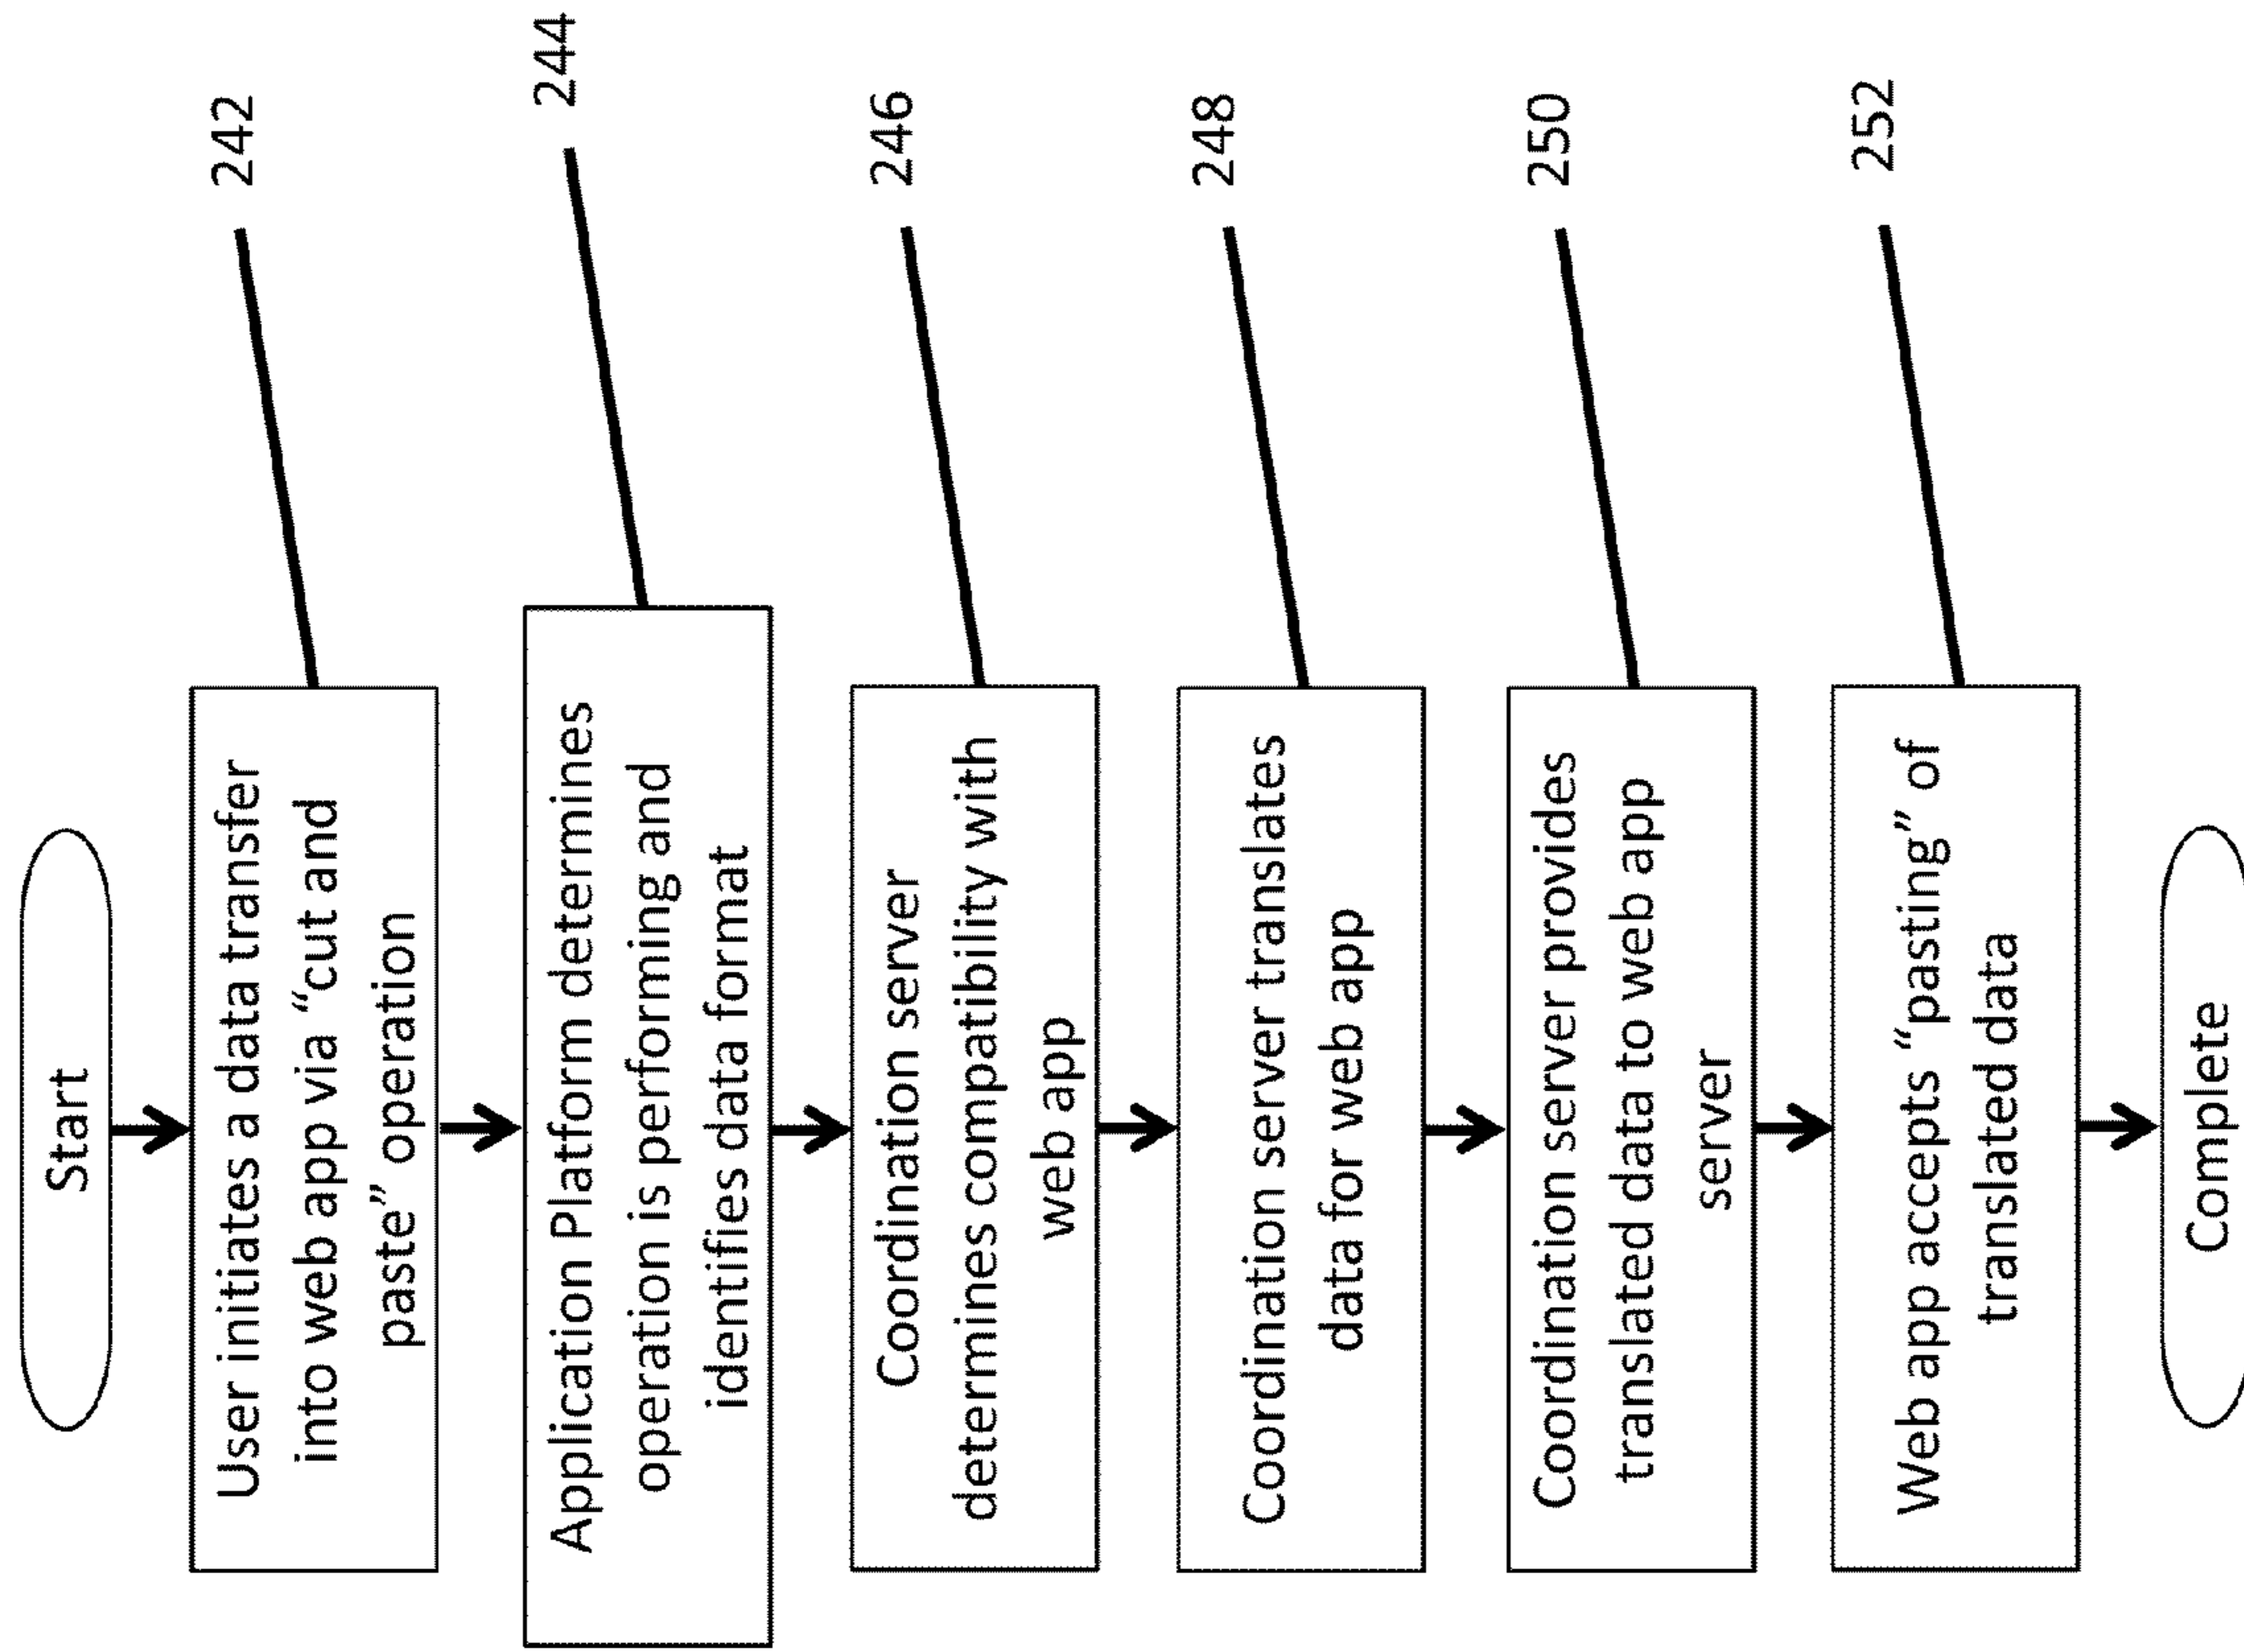 Start
User initiates a data transfer
into web app via “cut and
paste” operation
242
Application Platform determines
operation is performing and
identifies data format
244
Coordination server
determines compatibility with
web app
246
Coordination server translates
data for web app
248
Coordination server provides
translated data to web app
server
250
Web app accepts “pasting” of
translated data
252
Complete